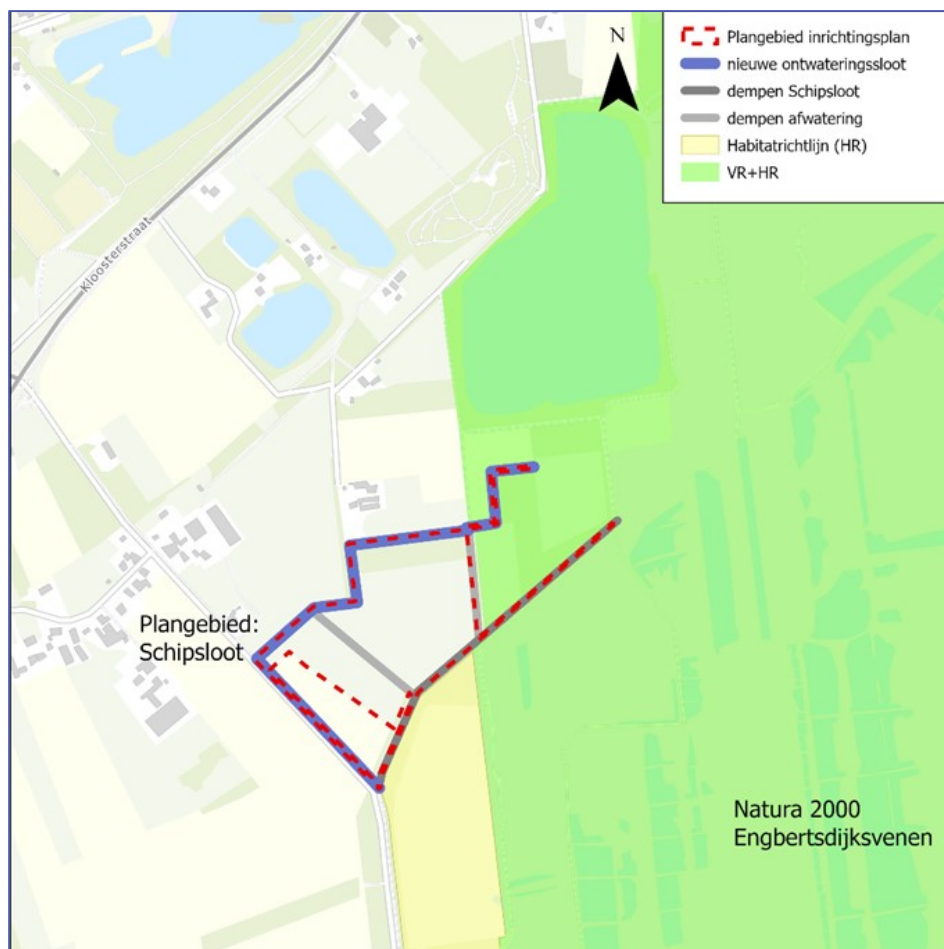 N
Plangebied inrichtingsplan
nieuwe ontwateringssloot
dempen Schipsloot
dempen afwatering
Habitatrichtlijn (HR)
VR+HR
Kloosterstraat
Plangebied:
Schipsloot
Natura 2000
Engbertsdijksvenen